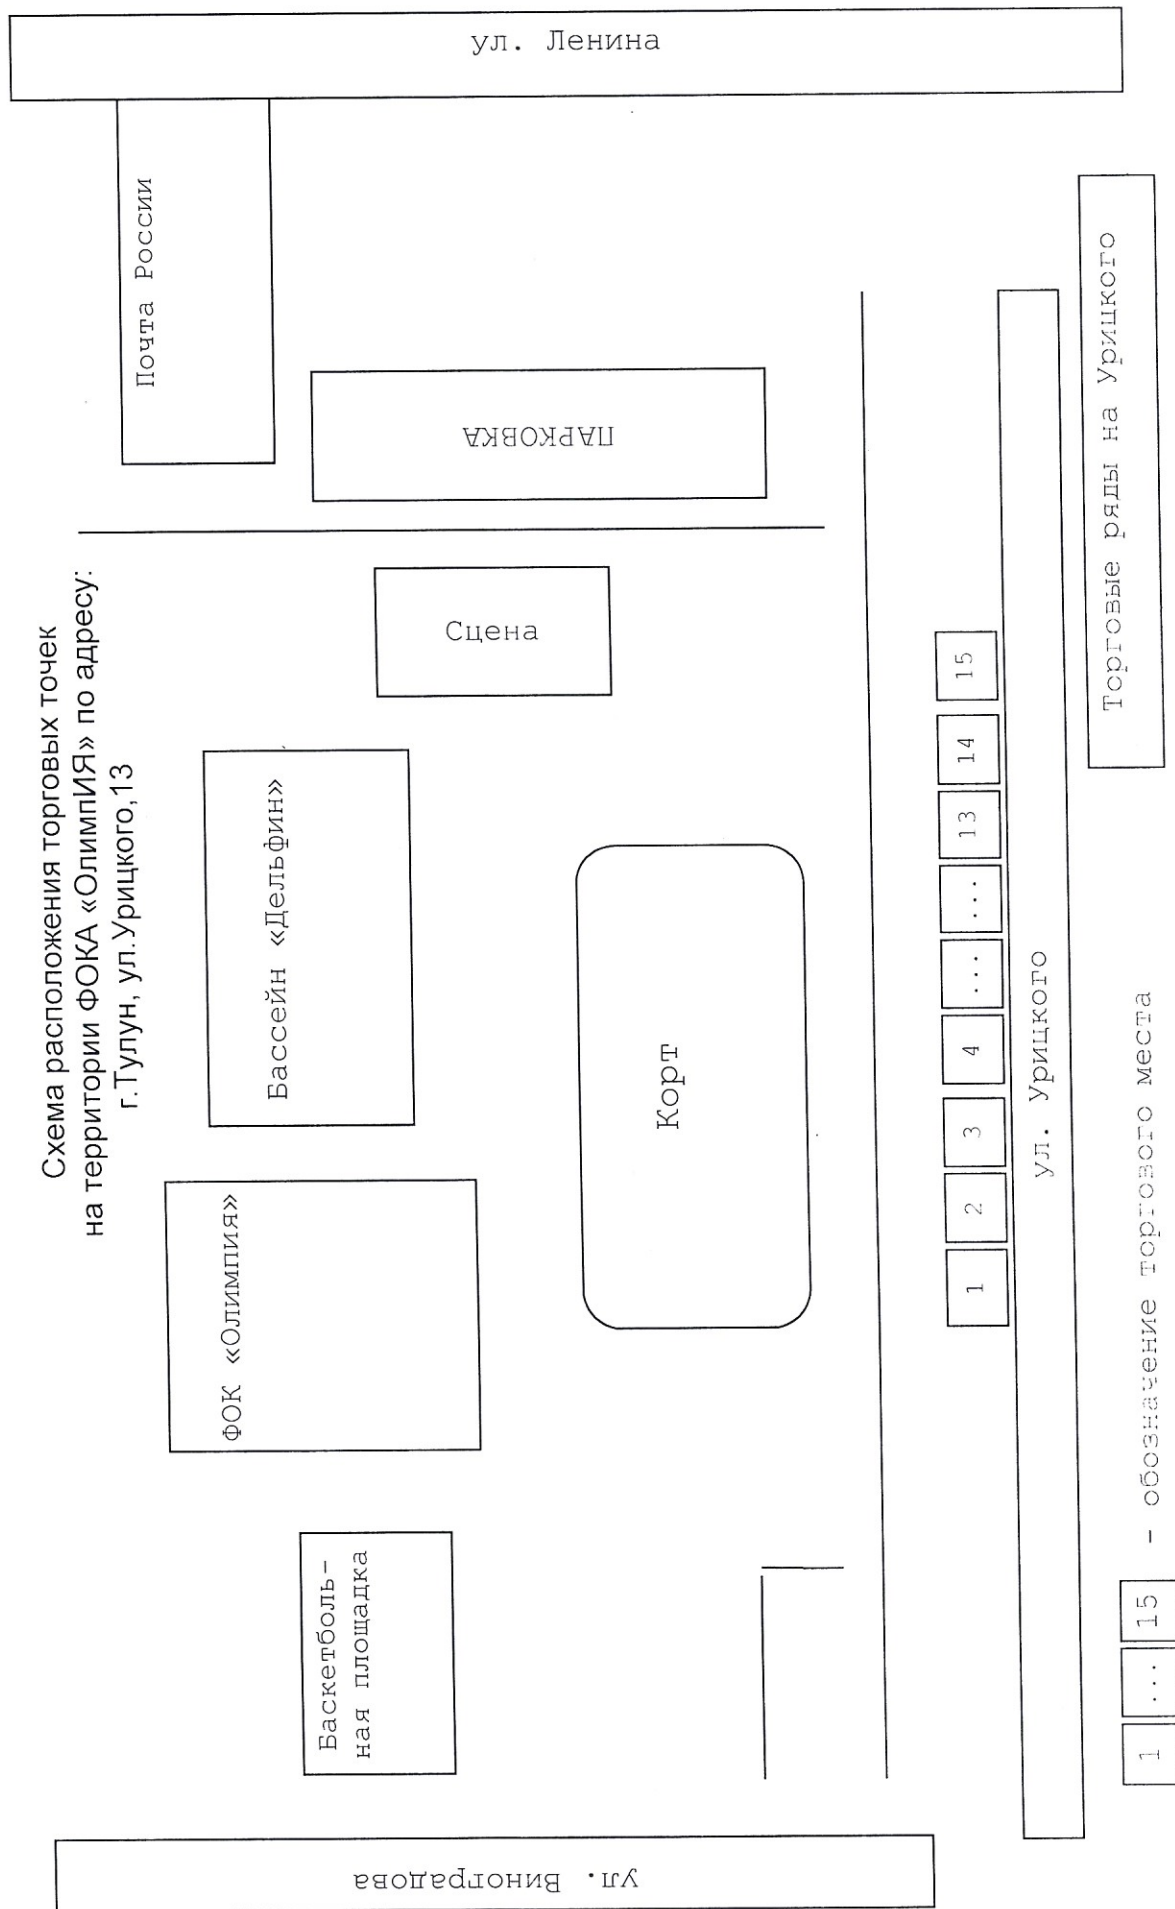 Схема расположения торговых точек
на территории ФОКА «ОлимпИЯ» по адресу:
г.Тулун, ул.Урицкого,13
ул. Ленина
Почта России
ПАРКОВКА
Сцена
Бассейн «Дельфин»
ФОК «Олимпия»
Корт
Баскетболь-
ная площадка
ул. Виноградова
1 2 3 4 ... ... 13 14 15
ул. Урицкого
Торговые ряды на Урицкого
1 ... 15 - обозначение торгового места